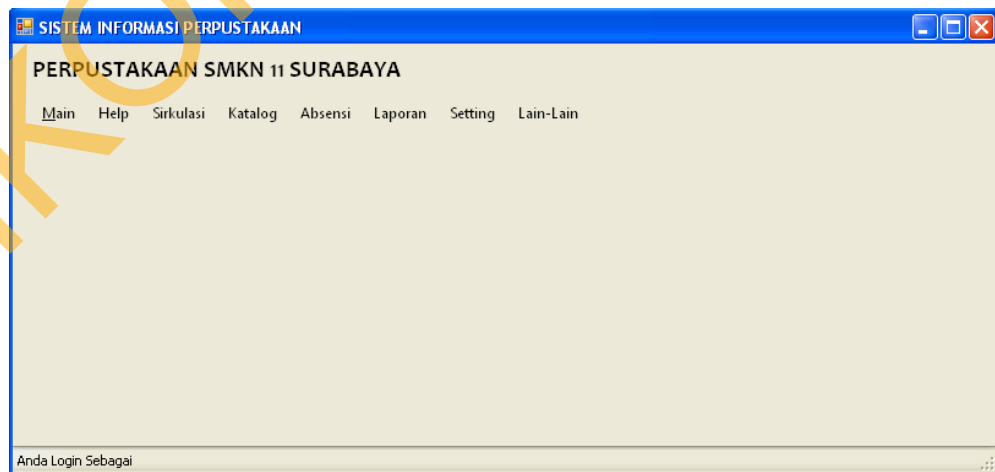 SISTEM INFORMASI PERPUSTAKAAN
PERPUSTAKAAN SMKN 11 SURABAYA
Main Help Sirkulasi Katalog Absensi Laporan Setting Lain-Lain
Anda Login Sebagai